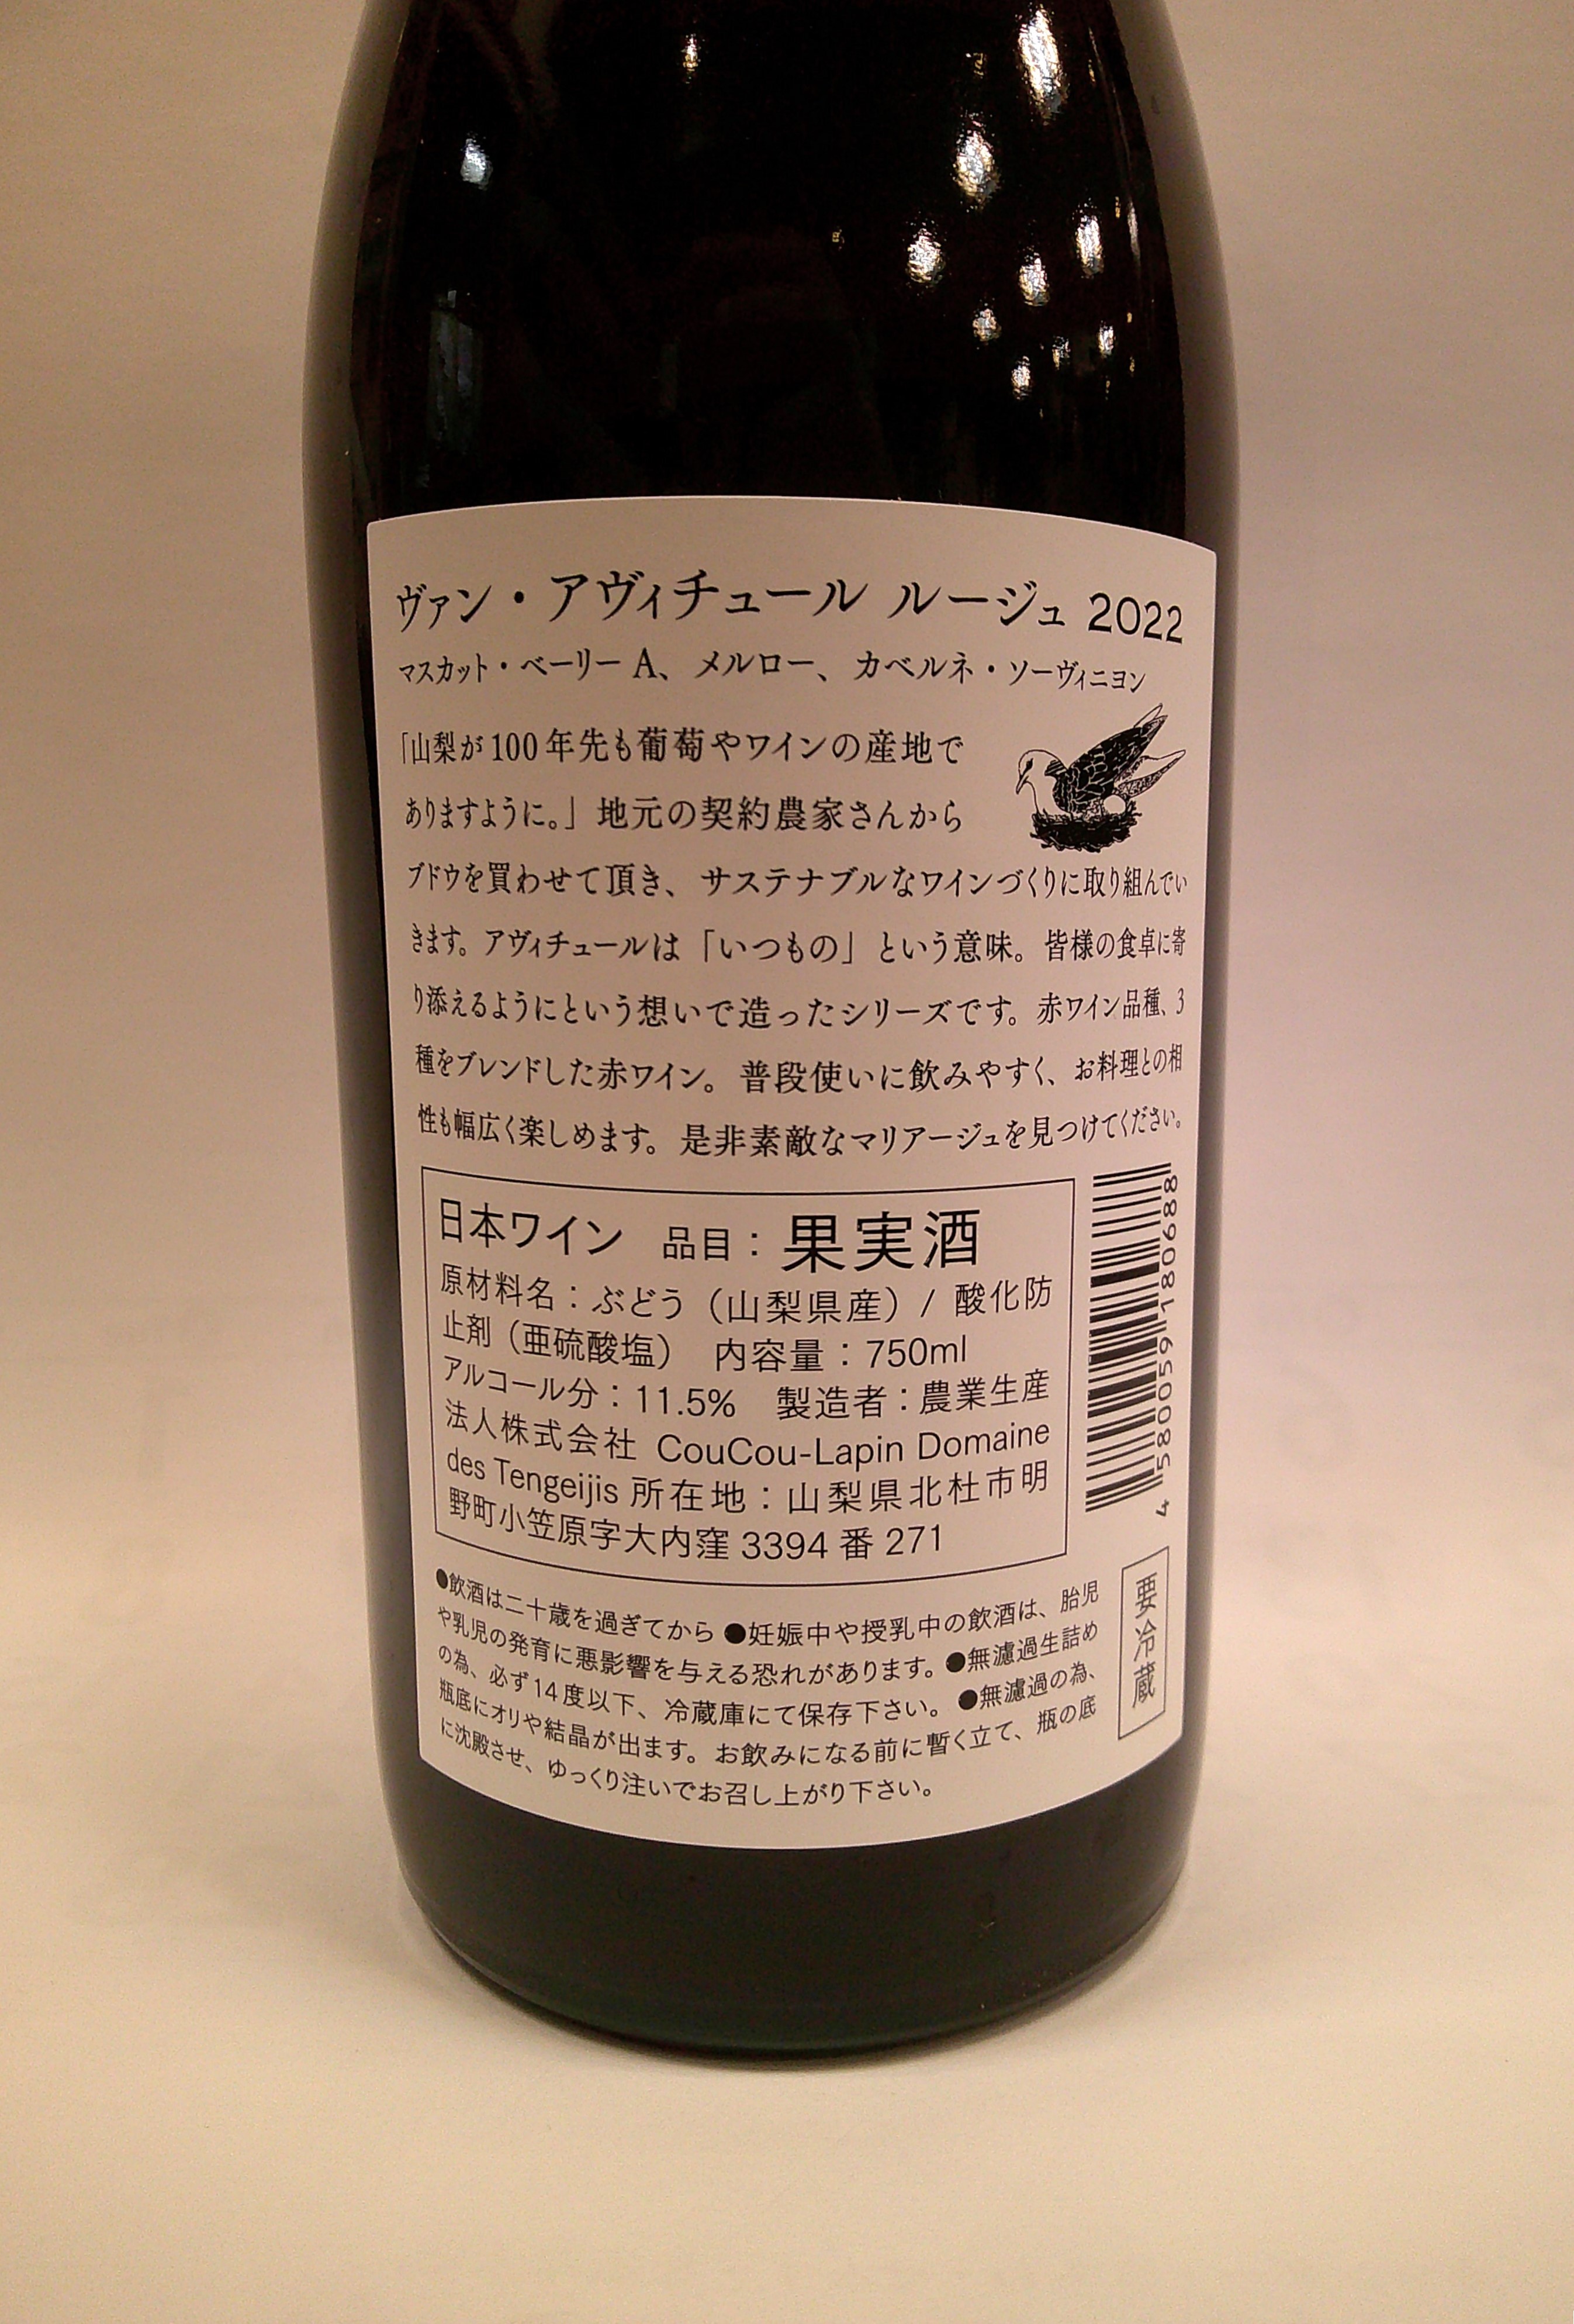 ヴァン・アヴィチュール ルージュ 2022
マスカット・ベーリー A、メルロー、カベルネ・ソーヴィニヨン
「山梨が100年先も葡萄やワインの産地で
ありますように。」地元の契約農家さんから
ブドウを買わせて頂き、サステナブルなワインづくりに取り組んでい
きます。アヴィチュールは「いつもの」という意味。皆様の食卓に寄
り添えるようにという想いで造ったシリーズです。赤ワイン品種、3
種をブレンドした赤ワイン。普段使いに飲みやすく、お料理との相
性も幅広く楽しめます。是非素敵なマリアージュを見つけてください。
日本ワイン 品目：果実酒
原材料名：ぶどう（山梨県産）/ 酸化防
止剤（亜硫酸塩） 内容量：750ml
アルコール分：11.5% 製造者：農業生産
法人株式会社 CouCou-Lapin Domaine
des Tengeijis 所在地：山梨県北杜市明
野町小笠原字大内窪 3394 番 271
4 580059 180688
●飲酒は二十歳を過ぎてから ●妊娠中や授乳中の飲酒は、胎児
や乳児の発育に悪影響を与える恐れがあります。●無濾過生詰め
の為、必ず14度以下、冷蔵庫にて保存下さい。●無濾過の為、
瓶底にオリや結晶が出ます。お飲みになる前に暫く立て、瓶の底
に沈殿させ、ゆっくり注いでお召し上がり下さい。
要冷蔵